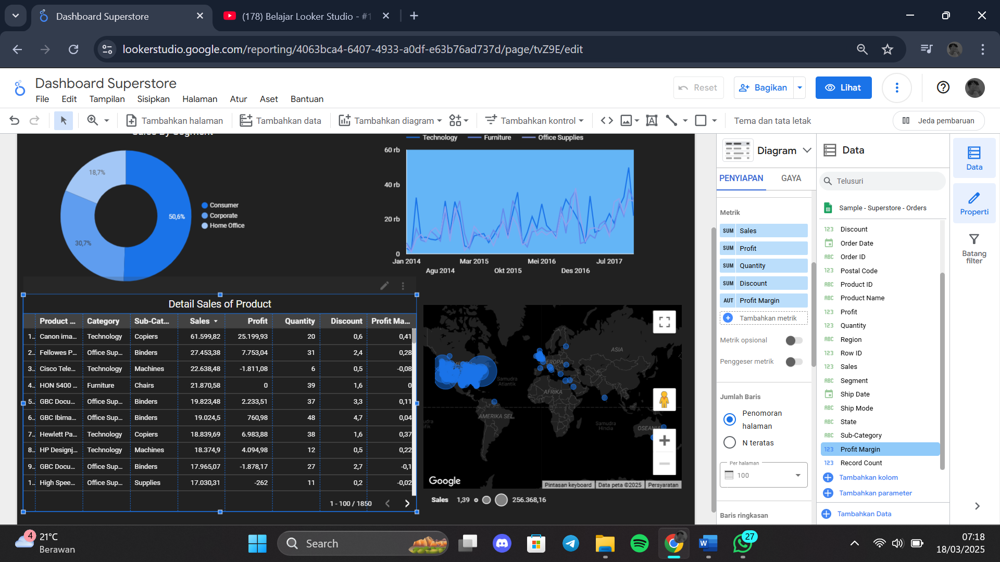 Dashboard Superstore
(178) Belajar Looker Studio - #1
lookerstudio.google.com/reporting/4063bca4-6407-4933-a0df-e63b76ad737d/page/tvZ9E/edit
Dashboard Superstore
File Edit Tampilan Sisipkan Halaman Atur Aset Bantuan
Reset
Bagikan
Lihat
Tambahkan halaman
Tambahkan data
Tambahkan diagram
Tambahkan kontrol
Tema dan tata letak
Jeda pembaruan
Sales By Segment
18,7%
50,6%
30,7%
Consumer
Corporate
Home Office
Technology Furniture Office Supplies
60 rb
40 rb
20 rb
0
Jan 2014 Mar 2015 Mei 2016 Jul 2017
Agu 2014 Okt 2015 Des 2016
Detail Sales of Product
Product ... Category Sub-Cat... Sales Profit Quantity Discount Profit Ma...
1.. Canon ima... Technology Copiers 61.599,82 25.199,93 20 0,6 0,41
2.. Fellowes P... Office Sup... Binders 27.453,38 7.753,04 31 2,4 0,28
3.. Cisco Tele... Technology Machines 22.638,48 -1.811,08 6 0,5 -0,08
4.. HON 5400 ... Furniture Chairs 21.870,58 0 39 1,6 0
5.. GBC Docu... Office Sup... Binders 19.823,48 2.233,51 37 3,3 0,11
6.. GBC Ibima... Office Sup... Binders 19.024,5 760,98 48 4,7 0,04
7.. Hewlett Pa... Technology Copiers 18.839,69 6.983,88 38 1,6 0,37
8.. HP Designj... Technology Machines 18.374,9 4.094,98 12 0,5 0,22
9.. GBC Docu... Office Sup... Binders 17.965,07 -1.878,17 27 2,7 -0,1
1.. High Spee... Office Sup... Supplies 17.030,31 -262 11 0,2 -0,02
1 - 100 / 1850
ASIA
EROPA
Samudra
Atlantik
AFRIKA
AMERIKA SEL
Samudra
Hindia
OSEANIA
Google
Pintasan keyboard
Data peta ©2025
Persyaratan
Sales 1,39 256.368,16
Diagram
PENYIAPAN
GAYA
Metrik
SUM Sales
SUM Profit
SUM Quantity
SUM Discount
AUT Profit Margin
Tambahkan metrik
Metrik opsional
Penggeser metrik
Jumlah Baris
Penomoran
halaman
N teratas
Per halaman
100
Baris ringkasan
Data
Telusuri
Sample - Superstore - Orders
123 Discount
Order Date
ABC Order ID
123 Postal Code
ABC Product ID
ABC Product Name
123 Profit
123 Quantity
ABC Region
123 Row ID
123 Sales
ABC Segment
Ship Date
ABC Ship Mode
ABC State
ABC Sub-Category
123 Profit Margin
123 Record Count
Tambahkan kolom
Tambahkan parameter
Tambahkan Data
Data
Properti
Batang
filter
4
21°C
Berawan
Search
27
07:18
18/03/2025